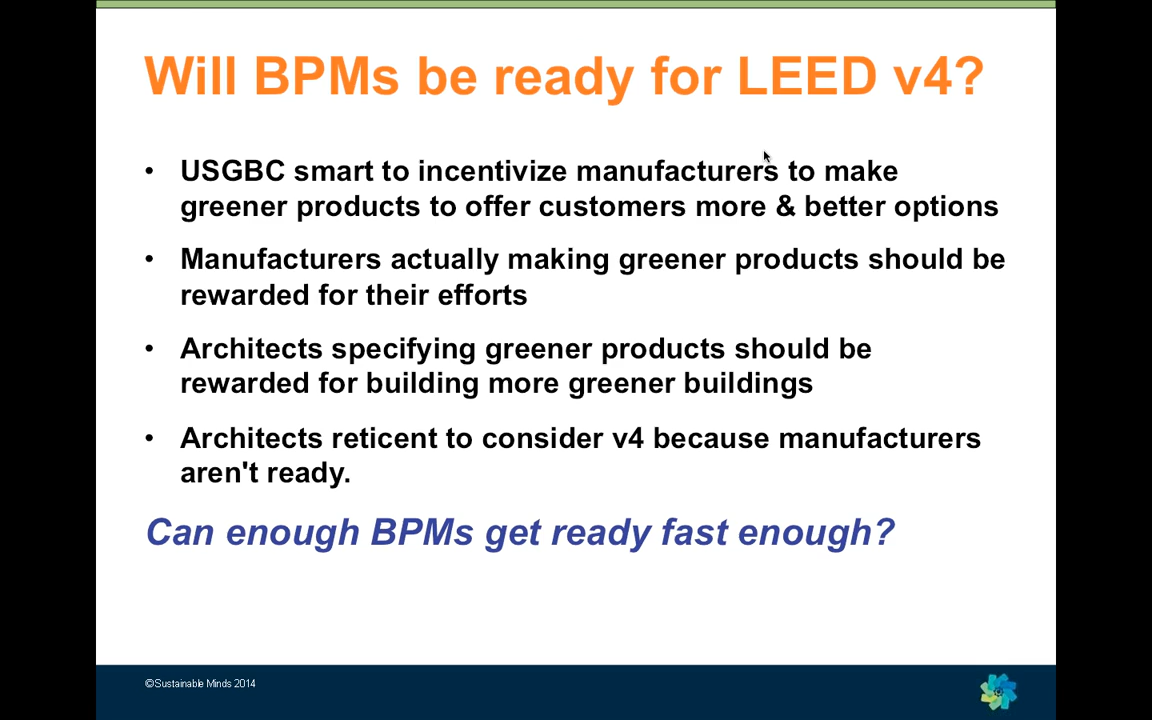 Will BPMs be ready for LEED v4?
• USGBC smart to incentivize manufacturers to make
greener products to offer customers more & better options
• Manufacturers actually making greener products should be
rewarded for their efforts
• Architects specifying greener products should be
rewarded for building more greener buildings
• Architects reticent to consider v4 because manufacturers
aren't ready.
Can enough BPMs get ready fast enough?
©Sustainable Minds 2014